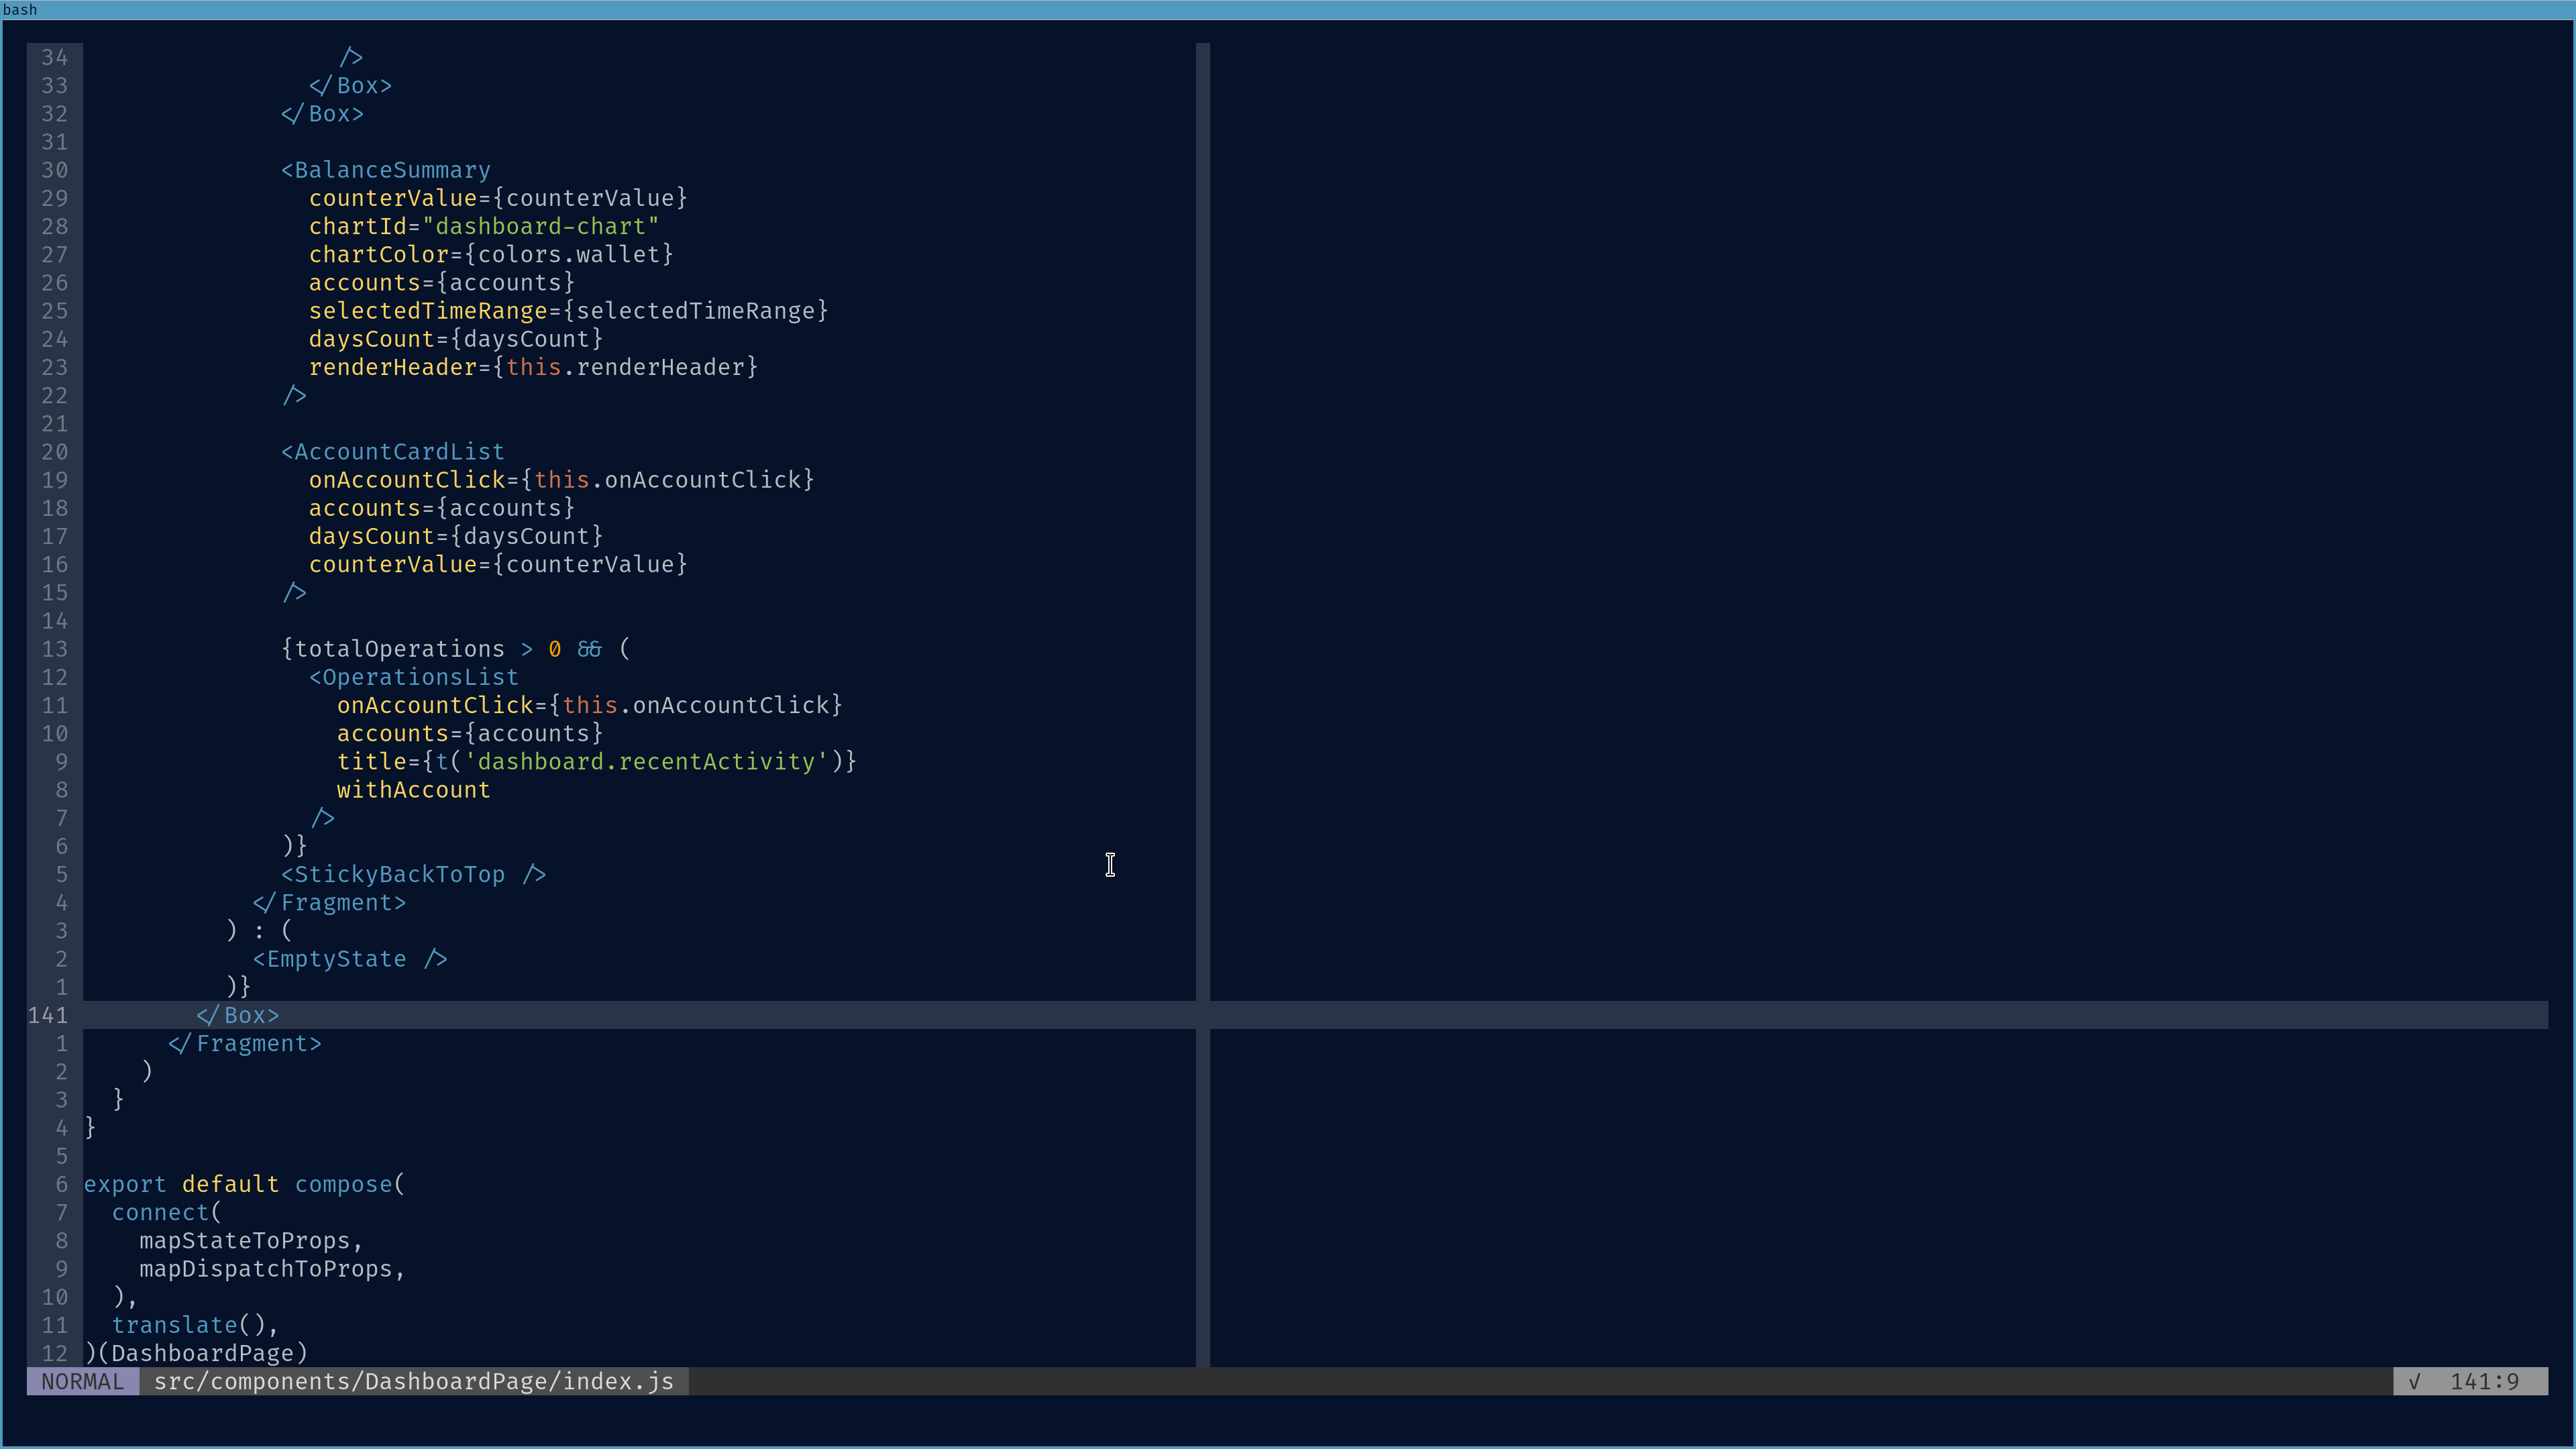 bash
34                   />
33                 </Box>
32               </Box>
31
30               <BalanceSummary
29                 counterValue={counterValue}
28                 chartId="dashboard-chart"
27                 chartColor={colors.wallet}
26                 accounts={accounts}
25                 selectedTimeRange={selectedTimeRange}
24                 daysCount={daysCount}
23                 renderHeader={this.renderHeader}
22               />
21
20               <AccountCardList
19                 onAccountClick={this.onAccountClick}
18                 accounts={accounts}
17                 daysCount={daysCount}
16                 counterValue={counterValue}
15               />
14
13               {totalOperations > 0 && (
12                 <OperationsList
11                   onAccountClick={this.onAccountClick}
10                   accounts={accounts}
9                   title={t('dashboard.recentActivity')}
8                   withAccount
7                 />
6               )}
5               <StickyBackToTop />
4             </Fragment>
3           ) : (
2             <EmptyState />
1           )}
141         </Box>
1       </Fragment>
2     )
3   }
4 }
5
6 export default compose(
7   connect(
8     mapStateToProps,
9     mapDispatchToProps,
10   ),
11   translate(),
12 )(DashboardPage)
NORMAL src/components/DashboardPage/index.js √ 141:9